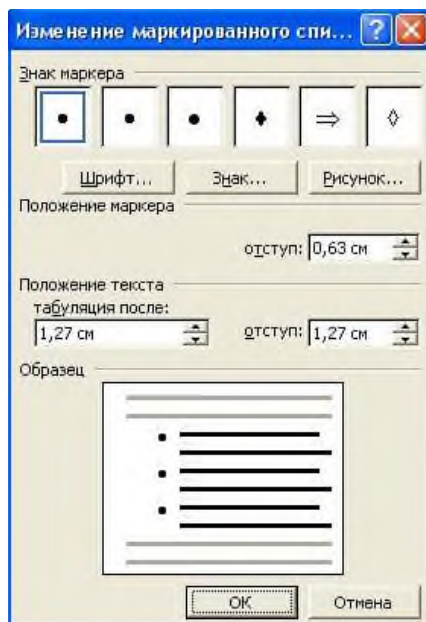 Изменение маркированного спи...
Знак маркера
Шрифт... Знак... Рисунок...
Положение маркера
отступ: 0,63 см
Положение текста
табуляция после:
1,27 см отступ: 1,27 см
Образец
ОК Отмена